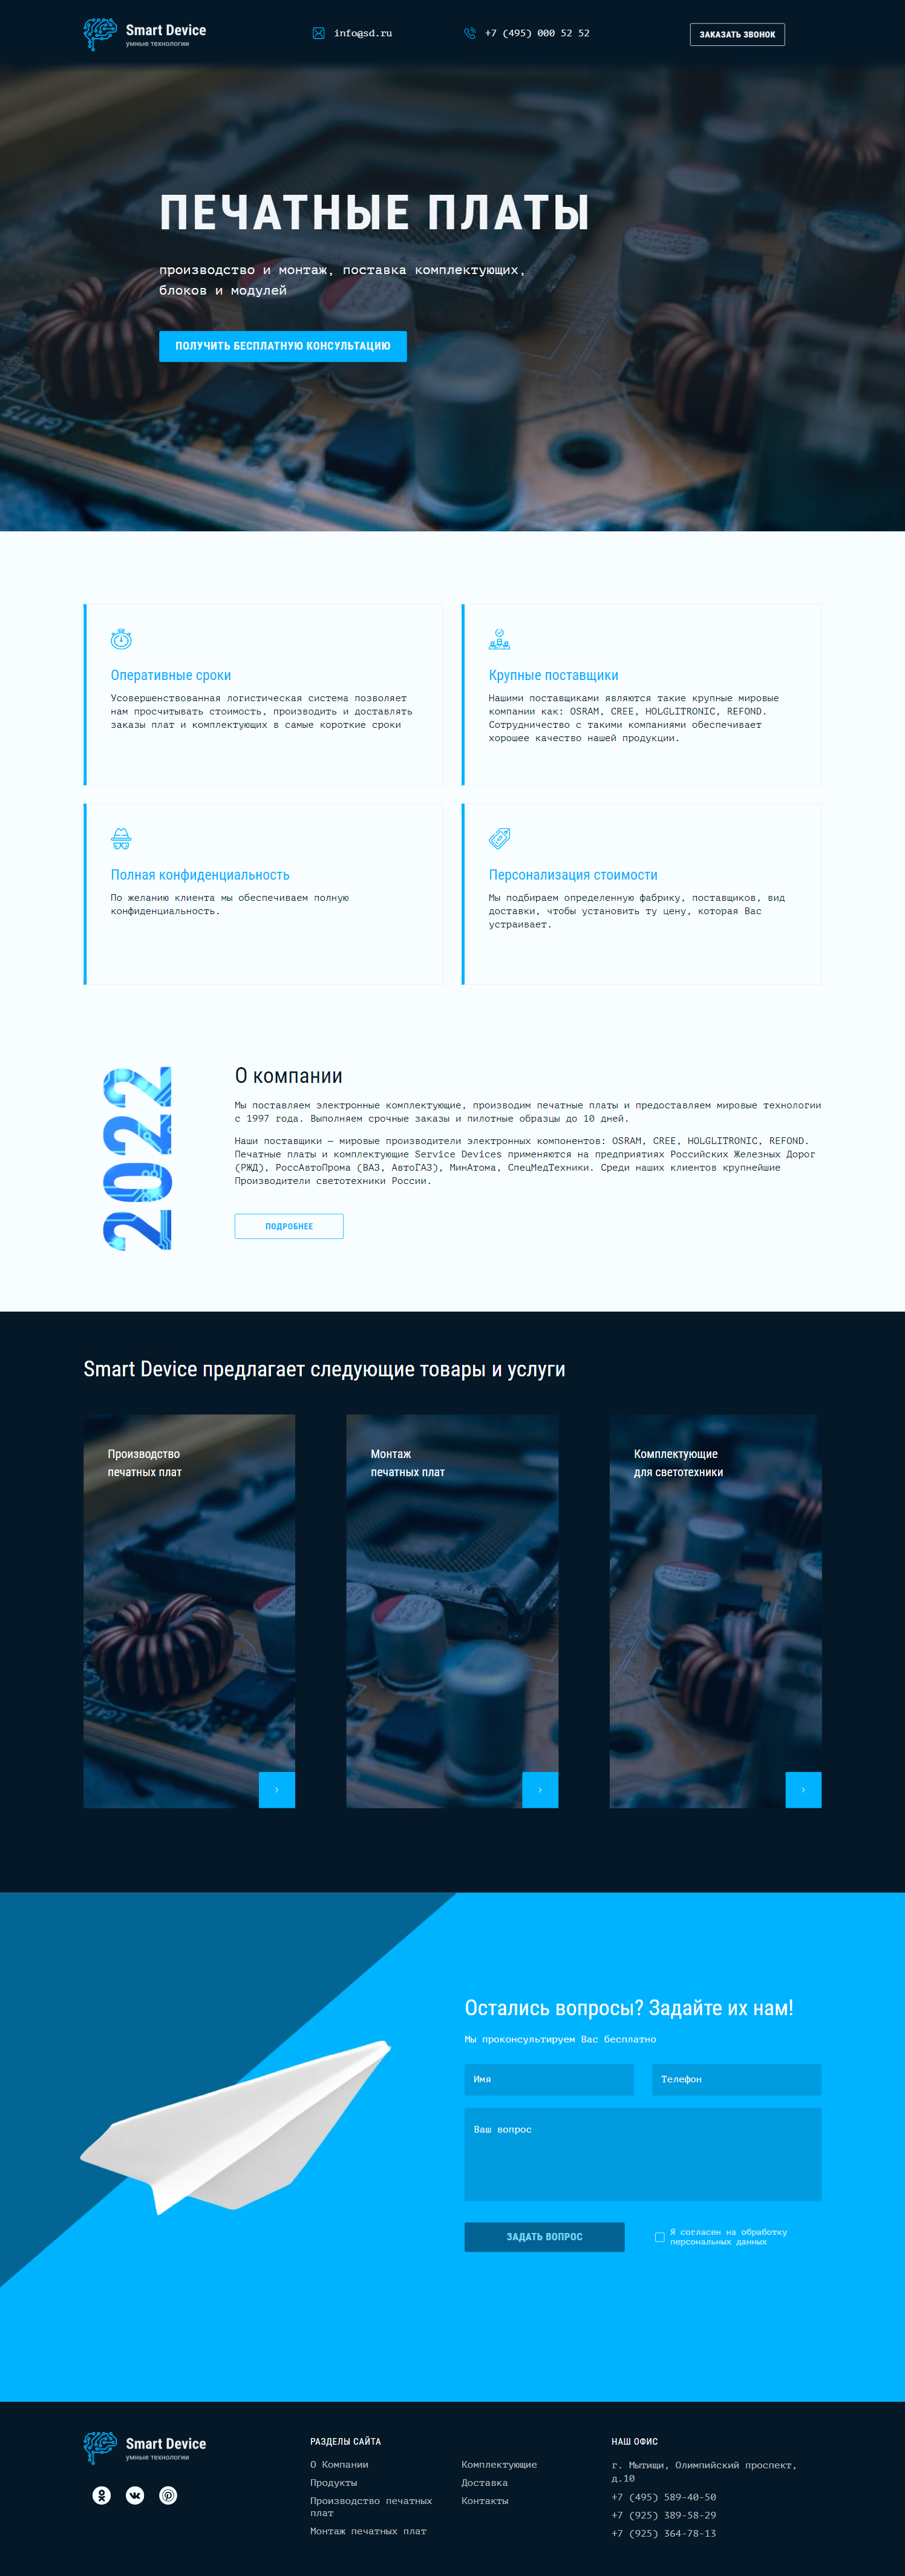 Smart Device
умные технологии
info@sd.ru
+7 (495) 000 52 52
ЗАКАЗАТЬ ЗВОНОК
ПЕЧАТНЫЕ ПЛАТЫ
производство и монтаж, поставка комплектующих,
блоков и модулей
ПОЛУЧИТЬ БЕСПЛАТНУЮ КОНСУЛЬТАЦИЮ
Оперативные сроки
Усовершенствованная логистическая система позволяет
нам просчитывать стоимость, производить и доставлять
заказы плат и комплектующих в самые короткие сроки
Крупные поставщики
Нашими поставщиками являются такие крупные мировые
компании как: OSRAM, CREE, HOLGLITRONIC, REFOND.
Сотрудничество с такими компаниями обеспечивает
хорошее качество нашей продукции.
Полная конфиденциальность
По желанию клиента мы обеспечиваем полную
конфиденциальность.
Персонализация стоимости
Мы подбираем определенную фабрику, поставщиков, вид
доставки, чтобы установить ту цену, которая Вас
устраивает.
2022
О компании
Мы поставляем электронные комплектующие, производим печатные платы и предоставляем мировые технологии
с 1997 года. Выполняем срочные заказы и пилотные образцы до 10 дней.
Наши поставщики — мировые производители электронных компонентов: OSRAM, CREE, HOLGLITRONIC, REFOND.
Печатные платы и комплектующие Service Devices применяются на предприятиях Российских Железных Дорог
(РЖД), РоссАвтоПрома (ВАЗ, АвтоГАЗ), МинАтома, СпецМедТехники. Среди наших клиентов крупнейшие
Производители светотехники России.
ПОДРОБНЕЕ
Smart Device предлагает следующие товары и услуги
Производство
печатных плат
Монтаж
печатных плат
Комплектующие
для светотехники
Остались вопросы? Задайте их нам!
Мы проконсультируем Вас бесплатно
Имя
Телефон
Ваш вопрос
ЗАДАТЬ ВОПРОС
Я согласен на обработку
персональных данных
Smart Device
умные технологии
РАЗДЕЛЫ САЙТА
О Компании
Продукты
Производство печатных
плат
Монтаж печатных плат
Комплектующие
Доставка
Контакты
НАШ ОФИС
г. Мытищи, Олимпийский проспект,
д.10
+7 (495) 589-40-50
+7 (925) 389-58-29
+7 (925) 364-78-13